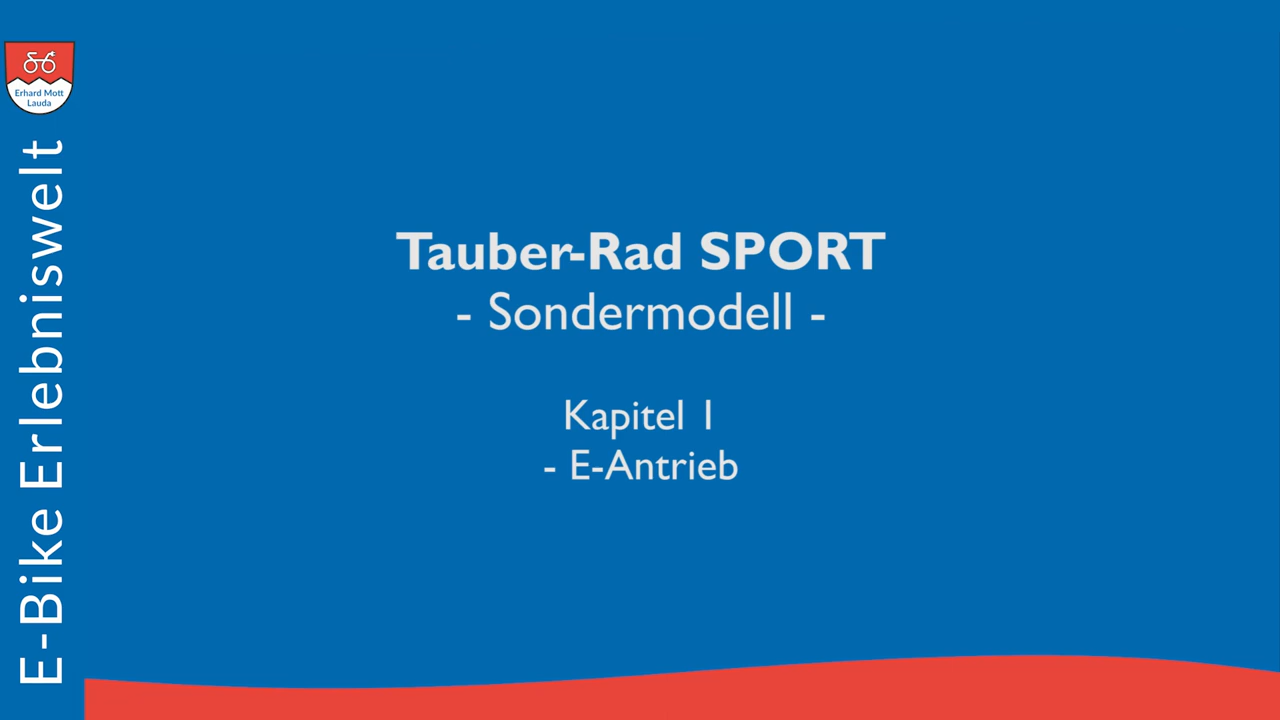 Erhard Mott
Lauda
E-Bike Erlebniswelt
Tauber-Rad SPORT
- Sondermodell -
Kapitel 1
- E-Antrieb